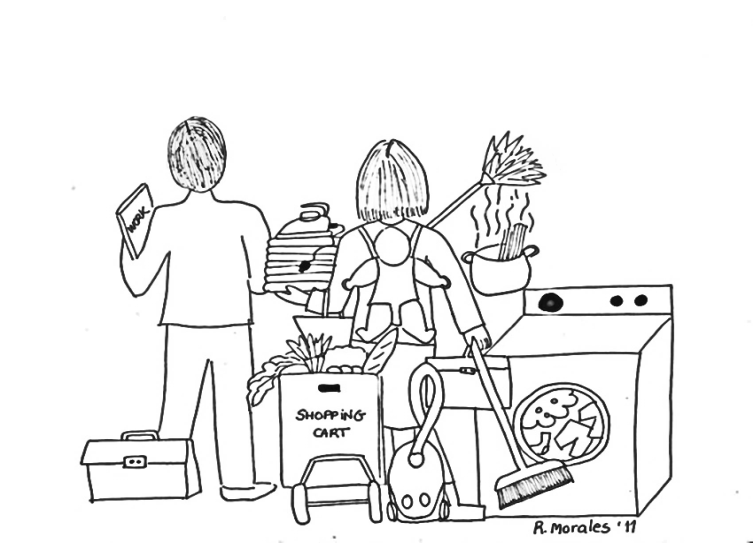 WORK
SHOPPING
CART
R. Morales '11